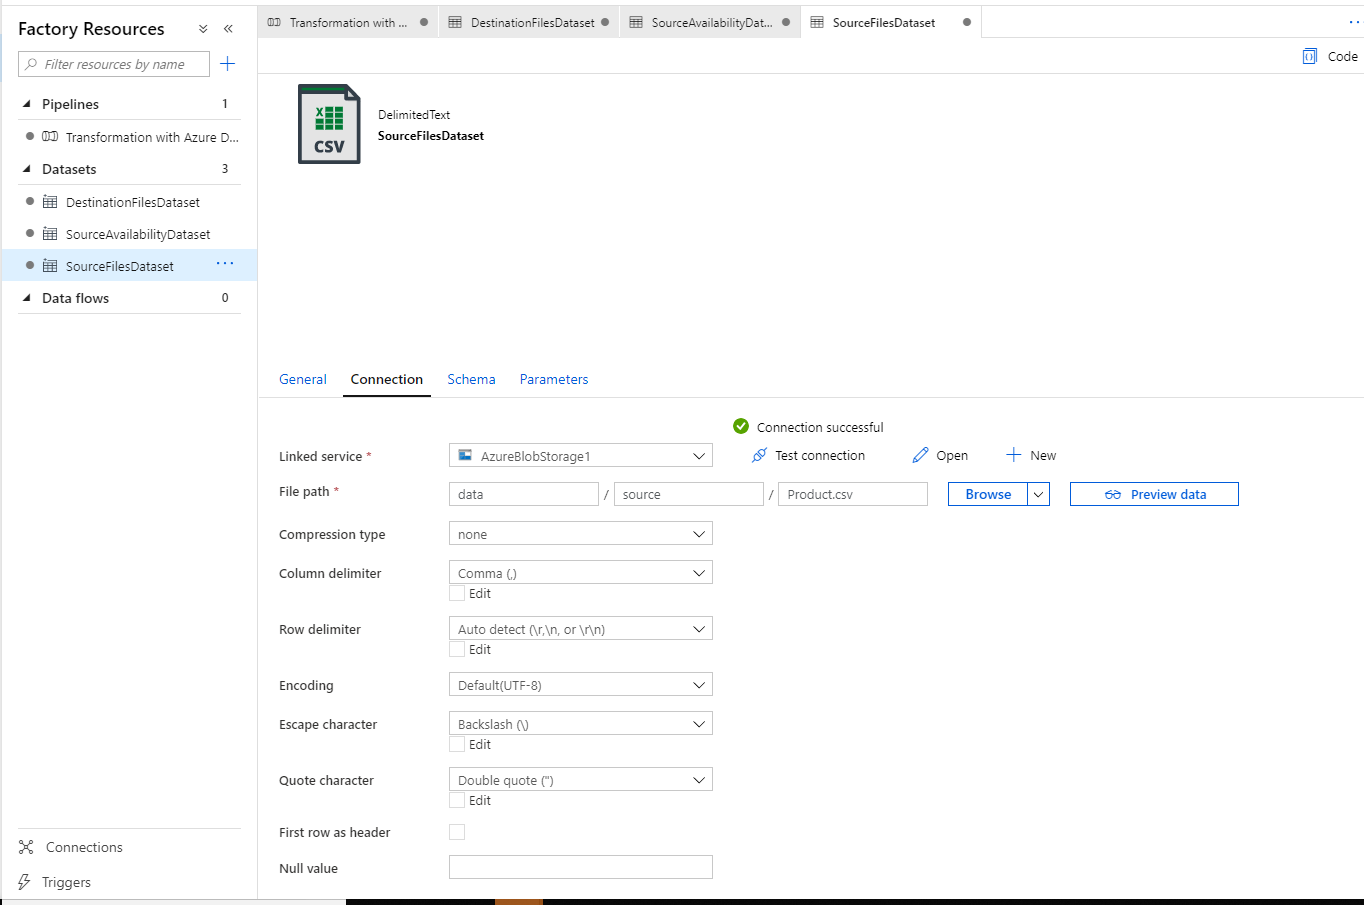 Factory Resources
Filter resources by name
Pipelines 1
Transformation with Azure D...
Datasets 3
DestinationFilesDataset
SourceAvailabilityDataset
SourceFilesDataset ...
Data flows 0
Connections
Triggers
Transformation with ... DestinationFilesDataset SourceAvailabilityDat... SourceFilesDataset
Code
CSV
DelimitedText
SourceFilesDataset
General Connection Schema Parameters
Connection successful
Linked service * AzureBlobStorage1 Test connection Open New
File path * data / source / Product.csv Browse Preview data
Compression type none
Column delimiter Comma (,)
Edit
Row delimiter Auto detect (\r,\n, or \r\n)
Edit
Encoding Default(UTF-8)
Escape character Backslash (\)
Edit
Quote character Double quote (")
Edit
First row as header
Null value